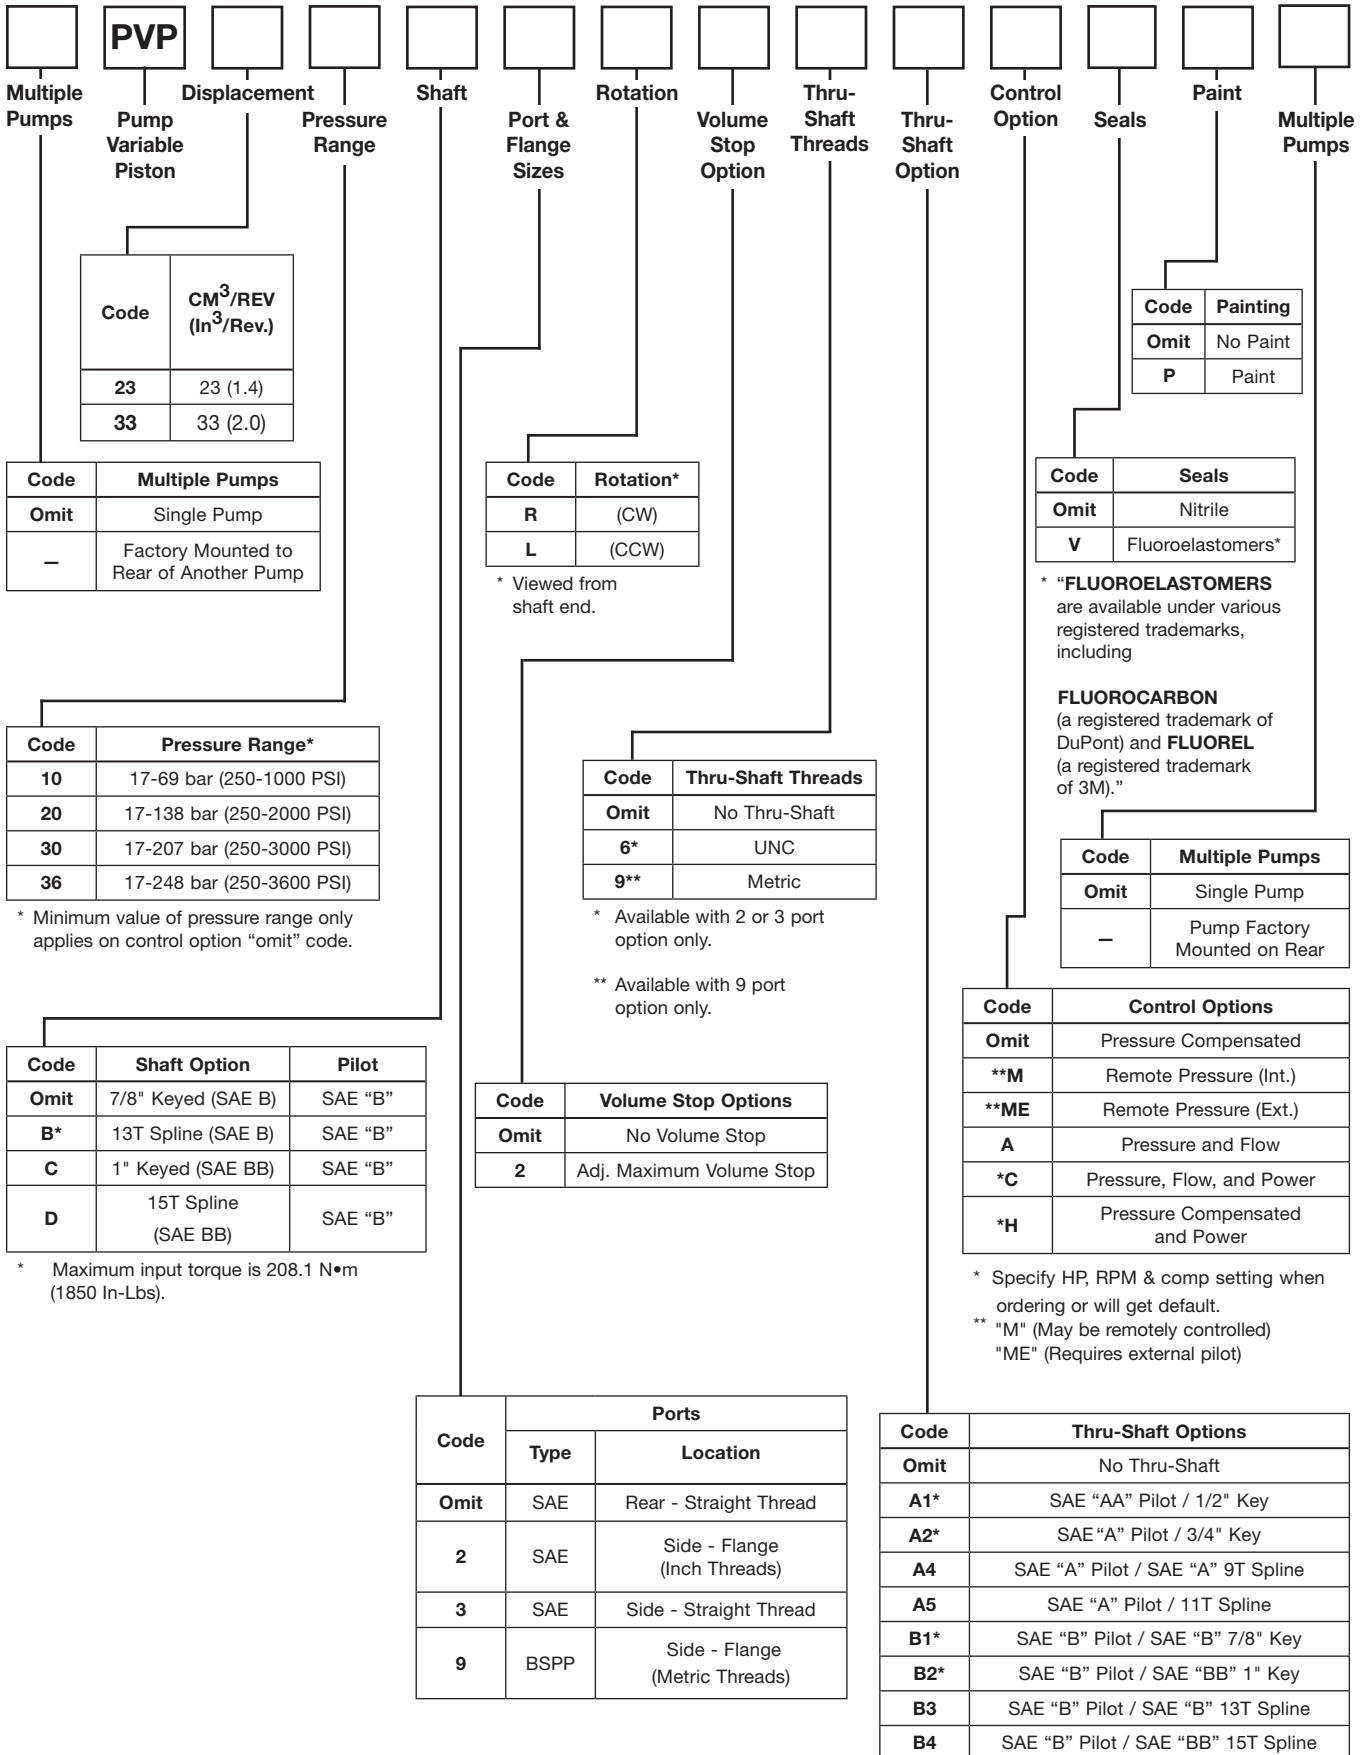 PVP
Multiple
Pumps
Pump
Variable
Piston
Displacement
Pressure
Range
Shaft
Port &
Flange
Sizes
Rotation
Volume
Stop
Option
Thru-
Shaft
Threads
Thru-
Shaft
Option
Control
Option
Seals
Paint
Multiple
Pumps
Code CM3/REV
(In3/Rev.)
23 23 (1.4)
33 33 (2.0)
Code Painting
Omit No Paint
P Paint
Code Multiple Pumps
Omit Single Pump
— Factory Mounted to
Rear of Another Pump
Code Rotation*
R (CW)
L (CCW)
* Viewed from
shaft end.
Code Seals
Omit Nitrile
V Fluoroelastomers*
* “FLUOROELASTOMERS
are available under various
registered trademarks,
including
FLUOROCARBON
(a registered trademark of
DuPont) and FLUOREL
(a registered trademark
of 3M).”
Code Pressure Range*
10 17-69 bar (250-1000 PSI)
20 17-138 bar (250-2000 PSI)
30 17-207 bar (250-3000 PSI)
36 17-248 bar (250-3600 PSI)
* Minimum value of pressure range only
applies on control option “omit” code.
Code Thru-Shaft Threads
Omit No Thru-Shaft
6* UNC
9** Metric
* Available with 2 or 3 port
option only.
** Available with 9 port
option only.
Code Multiple Pumps
Omit Single Pump
— Pump Factory
Mounted on Rear
Code Shaft Option Pilot
Omit 7/8" Keyed (SAE B) SAE “B”
B* 13T Spline (SAE B) SAE “B”
C 1" Keyed (SAE BB) SAE “B”
D 15T Spline
(SAE BB) SAE “B”
* Maximum input torque is 208.1 N•m
(1850 In-Lbs).
Code Volume Stop Options
Omit No Volume Stop
2 Adj. Maximum Volume Stop
Code Control Options
Omit Pressure Compensated
**M Remote Pressure (Int.)
**ME Remote Pressure (Ext.)
A Pressure and Flow
*C Pressure, Flow, and Power
*H Pressure Compensated
and Power
* Specify HP, RPM & comp setting when
ordering or will get default.
** "M" (May be remotely controlled)
"ME" (Requires external pilot)
Code Ports
Type Location
Omit SAE Rear - Straight Thread
2 SAE Side - Flange
(Inch Threads)
3 SAE Side - Straight Thread
9 BSPP Side - Flange
(Metric Threads)
Code Thru-Shaft Options
Omit No Thru-Shaft
A1* SAE “AA” Pilot / 1/2" Key
A2* SAE “A” Pilot / 3/4" Key
A4 SAE “A” Pilot / SAE “A” 9T Spline
A5 SAE “A” Pilot / 11T Spline
B1* SAE “B” Pilot / SAE “B” 7/8" Key
B2* SAE “B” Pilot / SAE “BB” 1" Key
B3 SAE “B” Pilot / SAE “B” 13T Spline
B4 SAE “B” Pilot / SAE “BB” 15T Spline